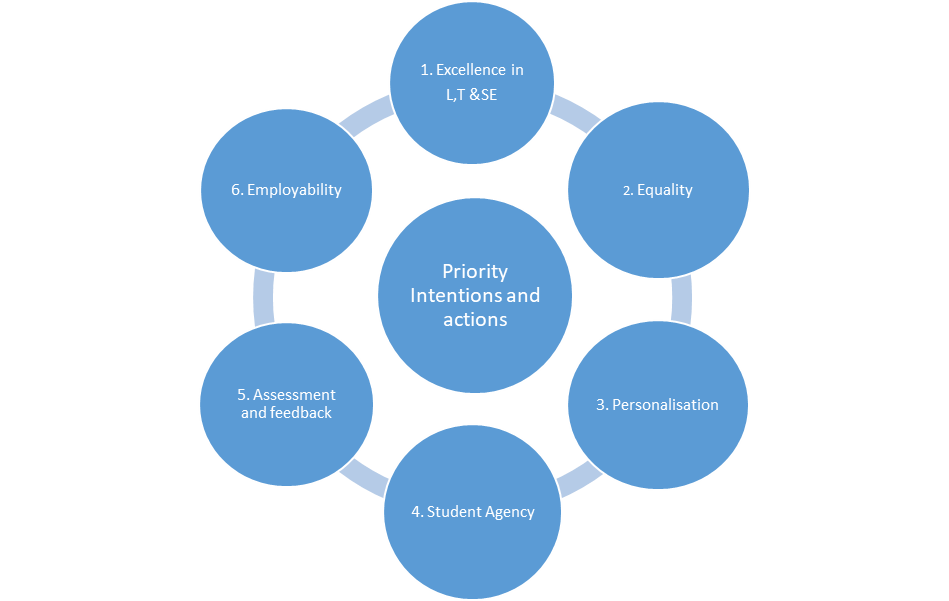 1. Excellence in
L,T &SE
2. Equality
3. Personalisation
4. Student Agency
5. Assessment
and feedback
6. Employability
Priority
Intentions and
actions